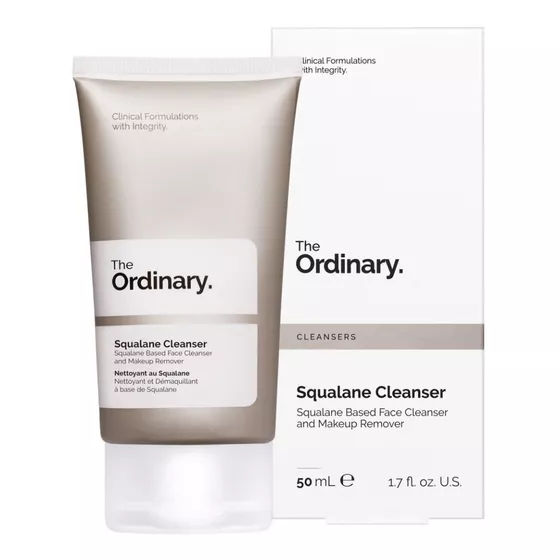 Clinical Formulations
with Integrity.
The
Ordinary.
Squalane Cleanser
Squalane Based Face Cleanser
and Makeup Remover
Nettoyant au Squalane
Nettoyant et Démaquillant
à base de Squalane
Clinical Formulations
with Integrity.
The
Ordinary.
CLEANSERS
Squalane Cleanser
Squalane Based Face Cleanser
and Makeup Remover
50 mL ℮ 1.7 fl. oz. U.S.